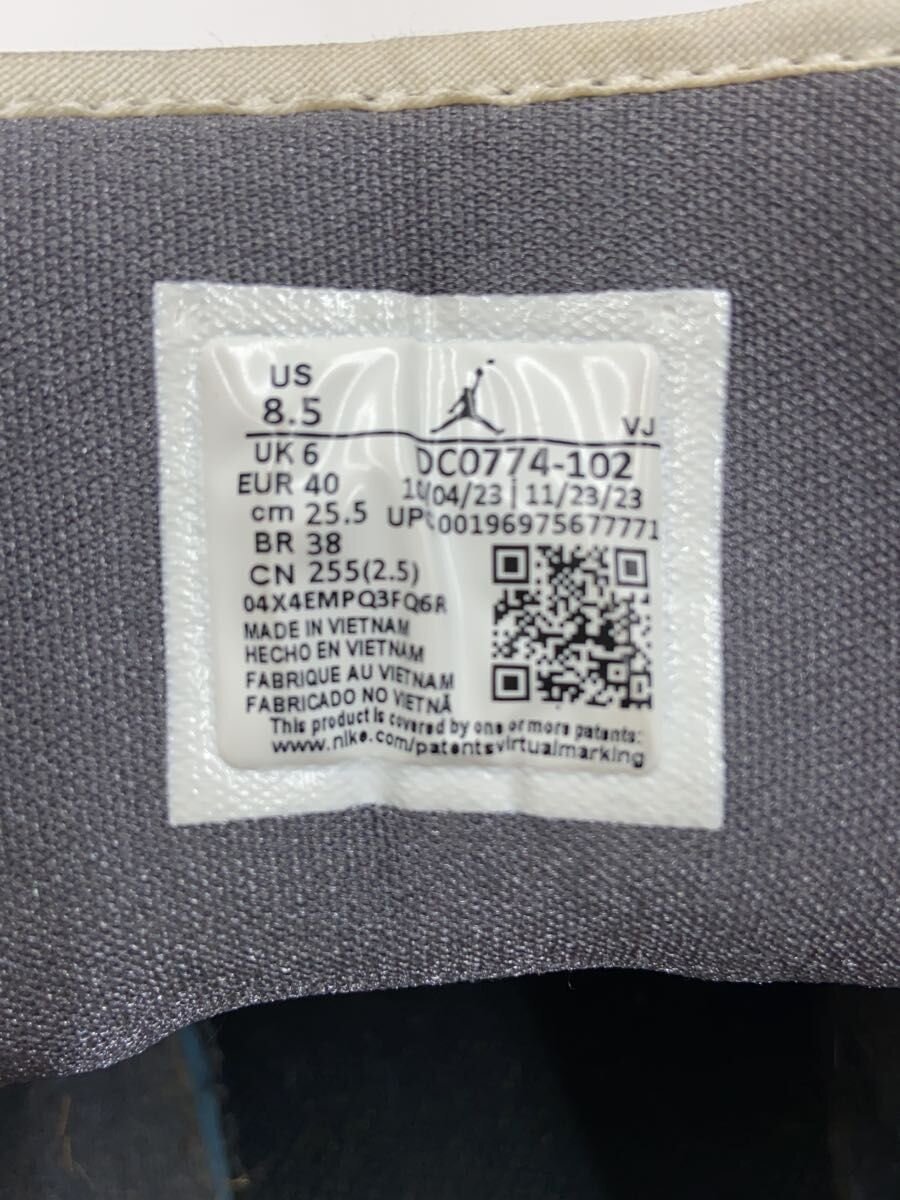 US
8.5
VJ
UK 6
DC0774-102
EUR 40
10/04/23 | 11/23/23
cm 25.5
UPC 00196975677771
BR 38
CN 255(2.5)
04X4EMPQ3FQ6R
MADE IN VIETNAM
HECHO EN VIETNAM
FABRIQUE AU VIETNAM
FABRICADO NO VIETNÃ
This product is covered by one or more patents:
www.nike.com/patentsvirtualmarking